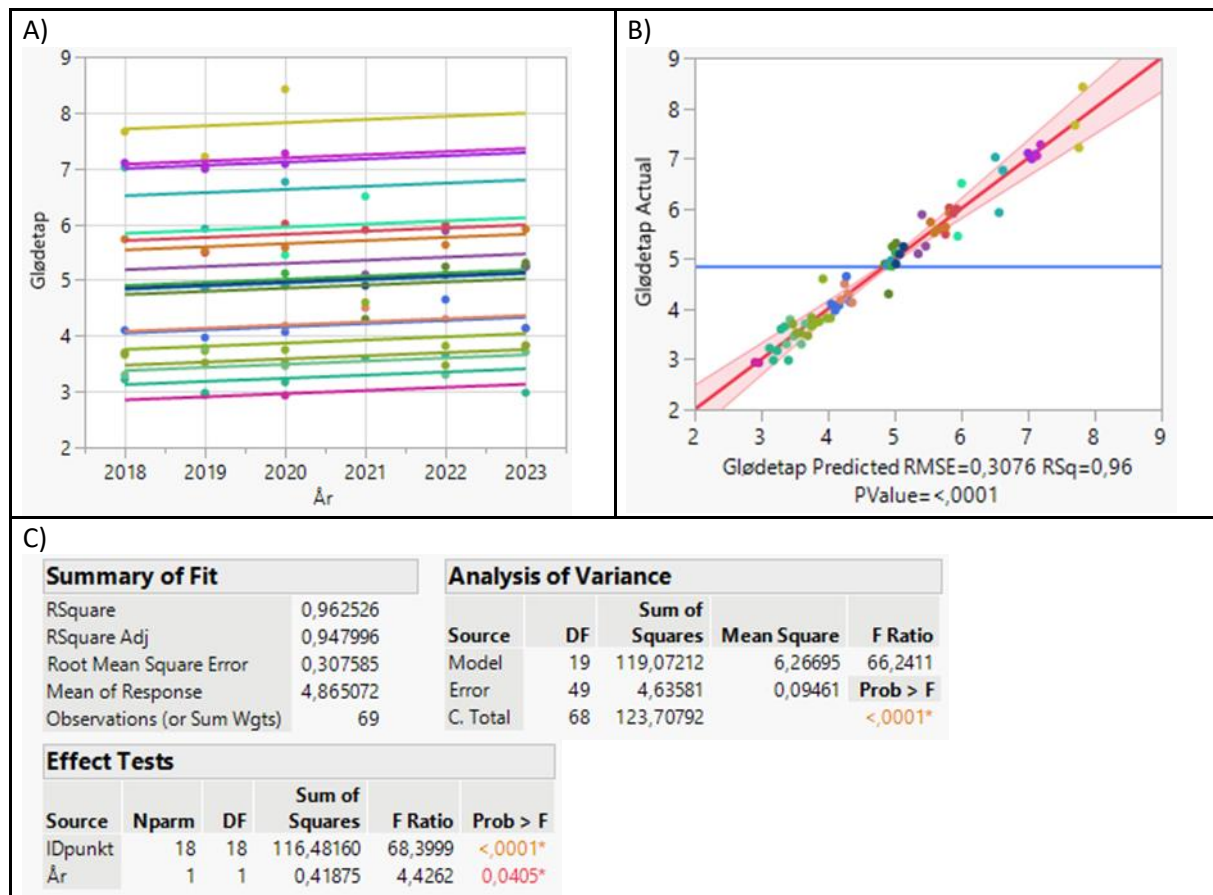 A)
9
8
7
6
5
4
3
2
Glødetap
2018 2019 2020 2021 2022 2023
År
B)
9
8
7
6
5
4
3
2
Glødetap Actual
2 3 4 5 6 7 8 9
Glødetap Predicted RMSE=0,3076 RSq=0,96
PValue=<,0001
C)
Summary of Fit
RSquare 0,962526
RSquare Adj 0,947996
Root Mean Square Error 0,307585
Mean of Response 4,865072
Observations (or Sum Wgts) 69
Analysis of Variance
Sum of
Source DF Squares Mean Square F Ratio
Model 19 119,07212 6,26695 66,2411
Error 49 4,63581 0,09461 Prob > F
C. Total 68 123,70792 <,0001*
Effect Tests
Sum of
Source Nparm DF Squares F Ratio Prob > F
IDpunkt 18 18 116,48160 68,3999 <,0001*
År 1 1 0,41875 4,4262 0,0405*